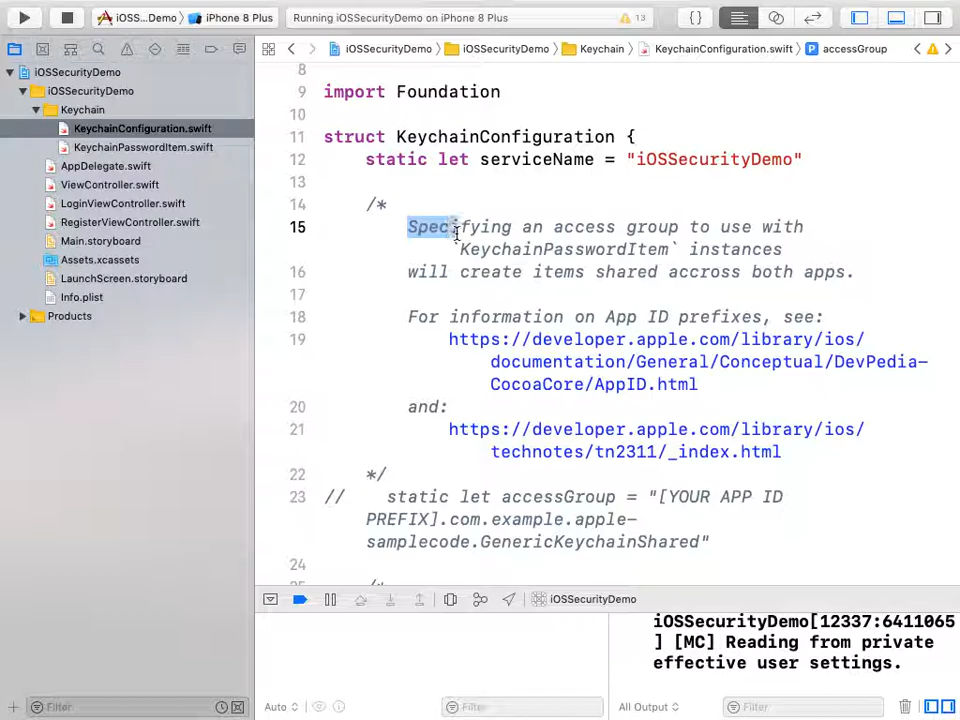 iOSS...Demo
iPhone 8 Plus
Running iOSSecurityDemo on iPhone 8 Plus
13
iOSSecurityDemo
iOSSecurityDemo
Keychain
KeychainConfiguration.swift
P accessGroup
iOSSecurityDemo
iOSSecurityDemo
Keychain
KeychainConfiguration.swift
KeychainPasswordItem.swift
AppDelegate.swift
ViewController.swift
LoginViewController.swift
RegisterViewController.swift
Main.storyboard
Assets.xcassets
LaunchScreen.storyboard
Info.plist
Products
8
9 import Foundation
10
11 struct KeychainConfiguration {
12 static let serviceName = "iOSSecurityDemo"
13
14 /*
15 Specifying an access group to use with
`KeychainPasswordItem` instances
16 will create items shared accross both apps.
17
18 For information on App ID prefixes, see:
19 https://developer.apple.com/library/ios/
documentation/General/Conceptual/DevPedia-
CocoaCore/AppID.html
20 and:
21 https://developer.apple.com/library/ios/
technotes/tn2311/_index.html
22 */
23 // static let accessGroup = "[YOUR APP ID
PREFIX].com.example.apple-
samplecode.GenericKeychainShared"
24
25 /*
iOSSecurityDemo
iOSSecurityDemo[12337:6411065
] [MC] Reading from private
effective user settings.
Filter
Auto
Filter
All Output
Filter